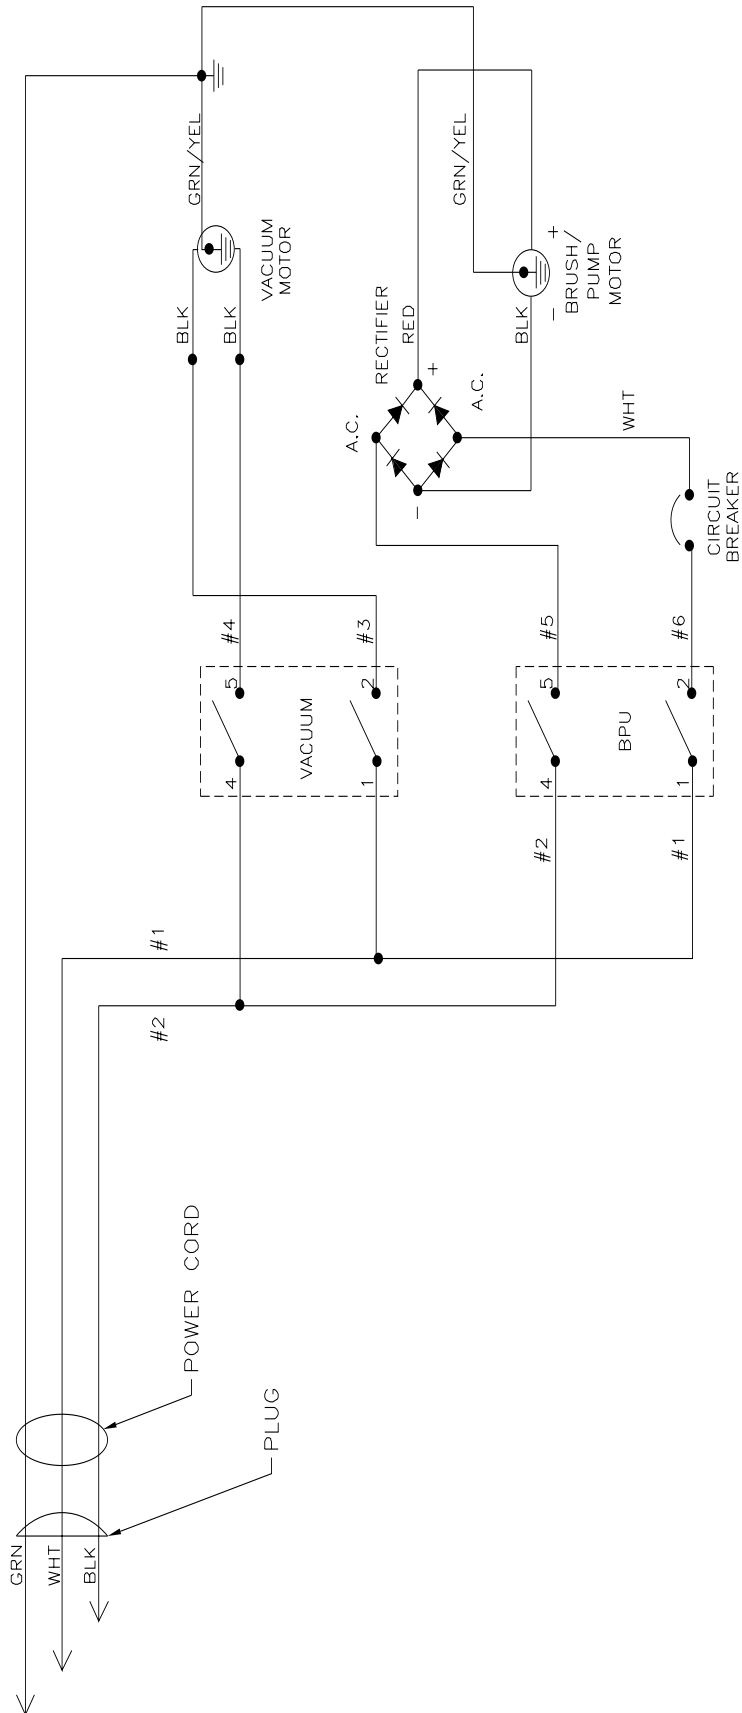 GRN
WHT
BLK
PLUG
POWER CORD
#1
#2
#2
#1
4
5
VACUUM
1
2
4
5
BPU
1
2
#4
#3
#5
#6
BLK
BLK
GRN/YEL
VACUUM
MOTOR
A.C.
RECTIFIER
RED
+
A.C.
−
GRN/YEL
BLK
− +
BRUSH/
PUMP
MOTOR
WHT
CIRCUIT
BREAKER